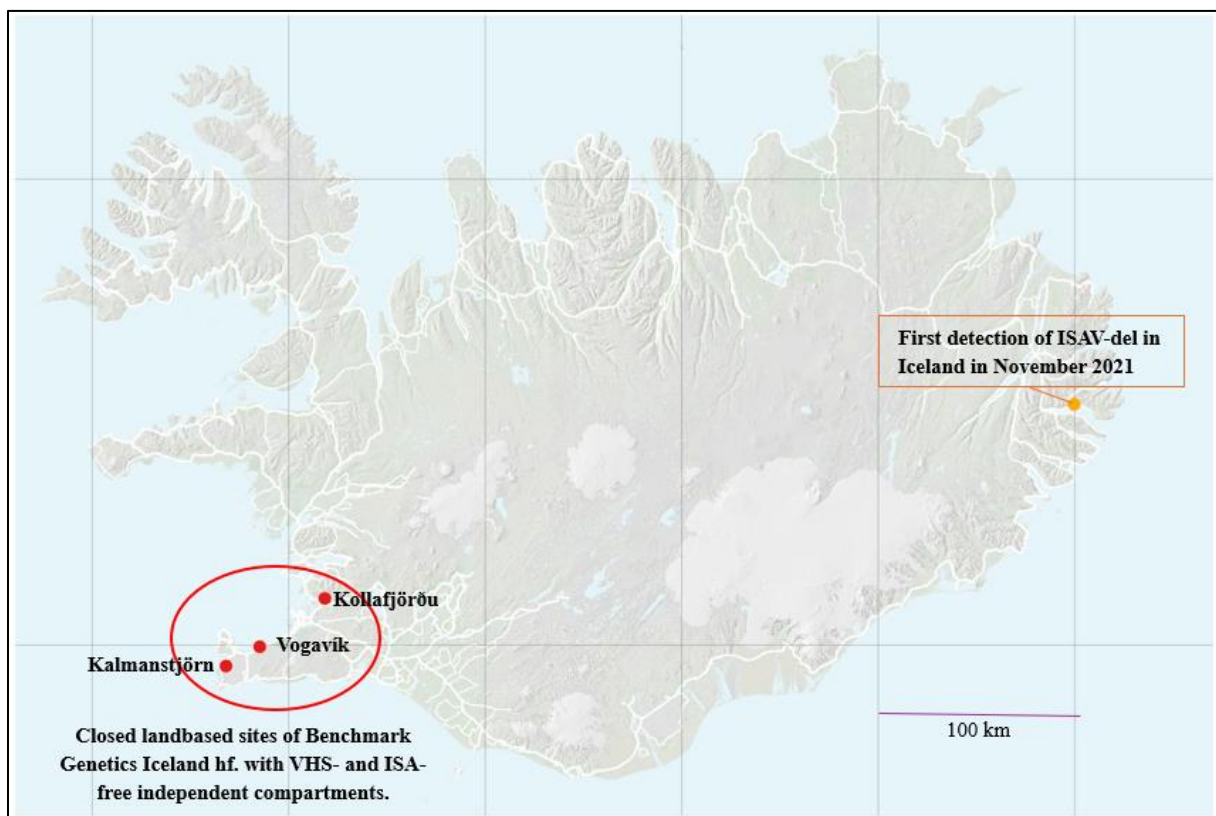 First detection of ISAV-del in
Iceland in November 2021
Kollafjörðu
Vogavík
Kalmanstjörn
Closed landbased sites of Benchmark
Genetics Iceland hf. with VHS- and ISA-
free independent compartments.
100 km